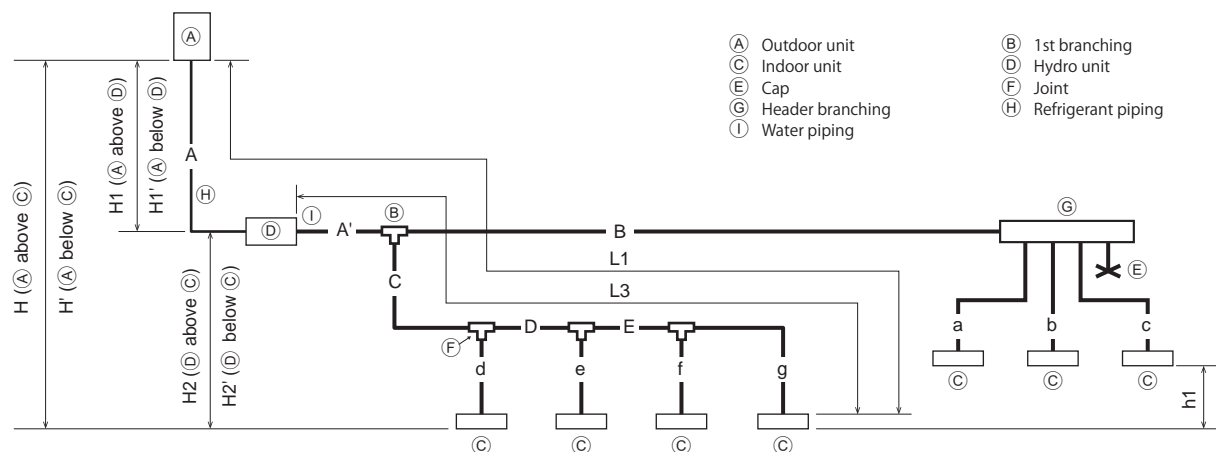 Ⓐ
Ⓐ Outdoor unit
Ⓑ 1st branching
Ⓒ Indoor unit
Ⓓ Hydro unit
Ⓔ Cap
Ⓕ Joint
Ⓖ Header branching
Ⓗ Refrigerant piping
Ⓘ Water piping
H (Ⓐ above Ⓒ)
H' (Ⓐ below Ⓒ)
H1 (Ⓐ above Ⓓ)
H1' (Ⓐ below Ⓓ)
H2 (Ⓓ above Ⓒ)
H2' (Ⓓ below Ⓒ)
A
Ⓗ
Ⓓ
Ⓘ
A'
Ⓑ
B
Ⓖ
L1
Ⓔ
C
L3
Ⓕ
D
E
a
b
c
d
e
f
g
Ⓒ
Ⓒ
Ⓒ
h1
Ⓒ
Ⓒ
Ⓒ
Ⓒ